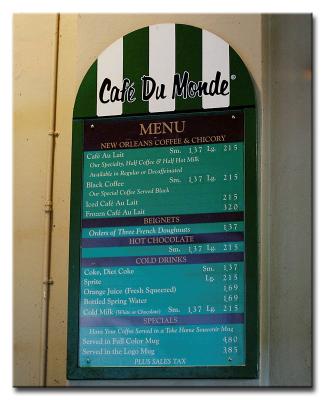 Café Du Monde®
MENU
NEW ORLEANS COFFEE & CHICORY
Café Au Lait Sm. 1.37 Lg. 2.15
Our Specialty, Half Coffee & Half Hot Milk
Available in Regular or Decaffeinated
Black Coffee Sm. 1.37 Lg. 2.15
Our Special Coffee Served Black
Iced Café Au Lait 2.15
Frozen Café Au Lait 3.20
BEIGNETS
Orders of Three French Doughnuts 1.37
HOT CHOCOLATE
Sm. 1.37 Lg. 2.15
COLD DRINKS
Coke, Diet Coke Sm. 1.37
Sprite Lg. 2.15
Orange Juice (Fresh Squeezed) 1.69
Bottled Spring Water 1.69
Cold Milk (White or Chocolate) Sm. 1.37 Lg. 2.15
SPECIALS
Have Your Coffee Served in a Take Home Souvenir Mug
Served in Full Color Mug 4.80
Served in the Logo Mug 3.85
PLUS SALES TAX